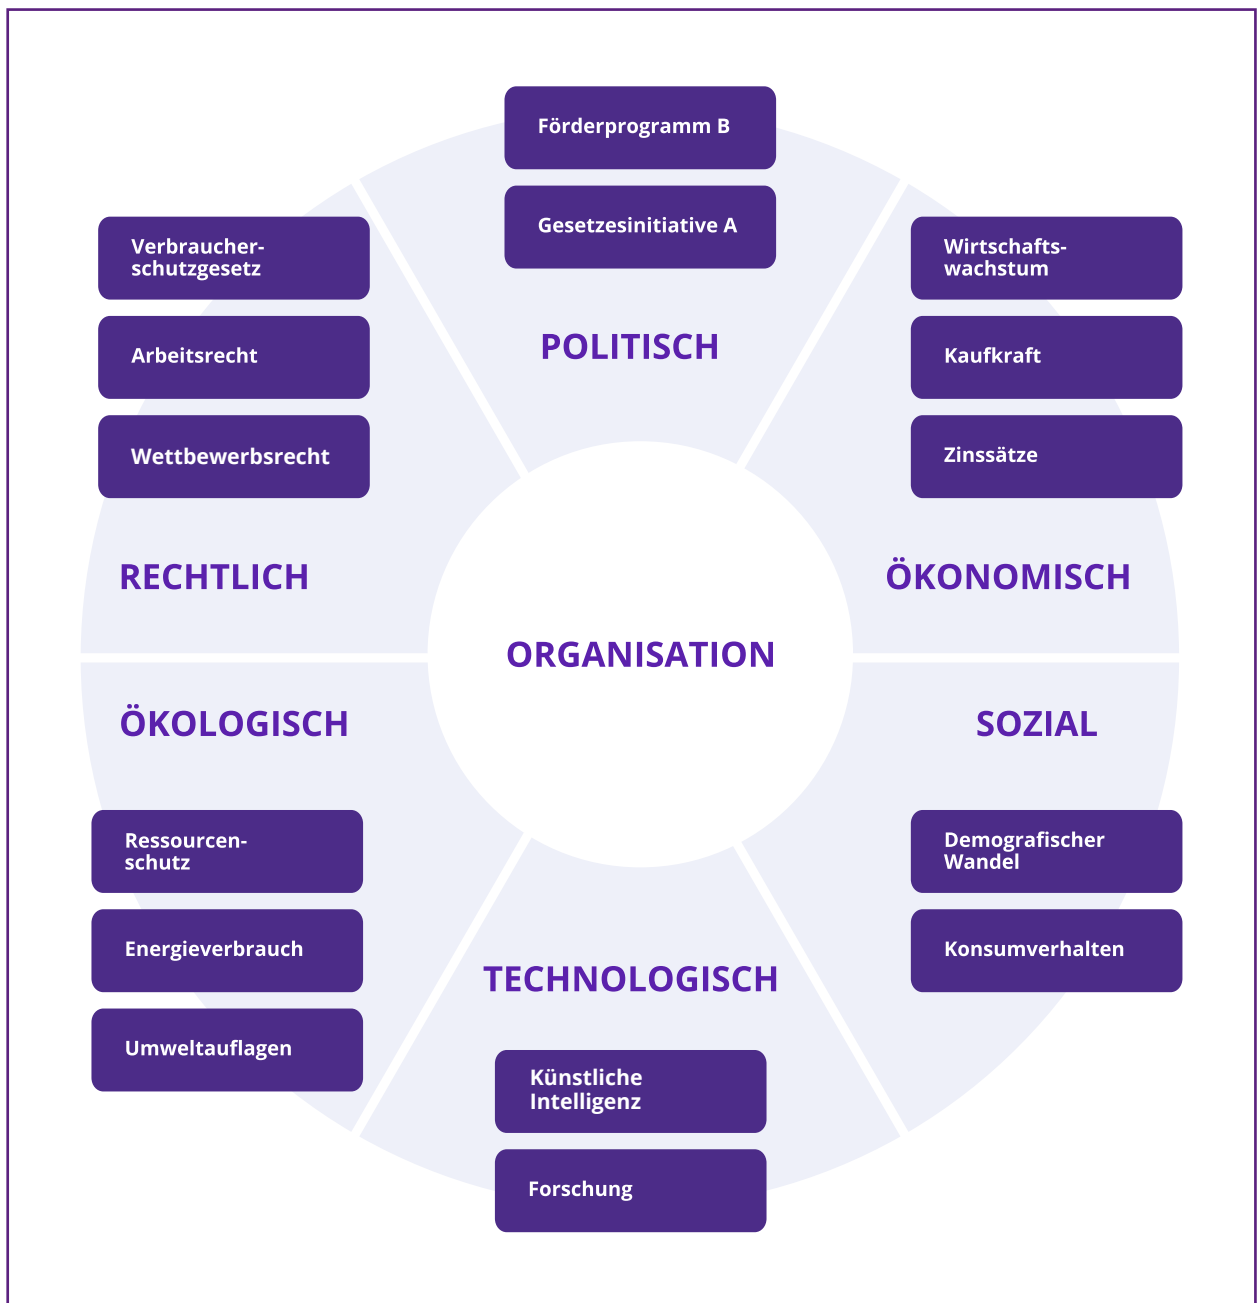 Förderprogramm B
Gesetzesinitiative A
POLITISCH
Verbraucher-
schutzgesetz
Arbeitsrecht
Wettbewerbsrecht
RECHTLICH
Wirtschafts-
wachstum
Kaufkraft
Zinssätze
ÖKONOMISCH
ORGANISATION
ÖKOLOGISCH
Ressourcen-
schutz
Energieverbrauch
Umweltauflagen
SOZIAL
Demografischer
Wandel
Konsumverhalten
TECHNOLOGISCH
Künstliche
Intelligenz
Forschung